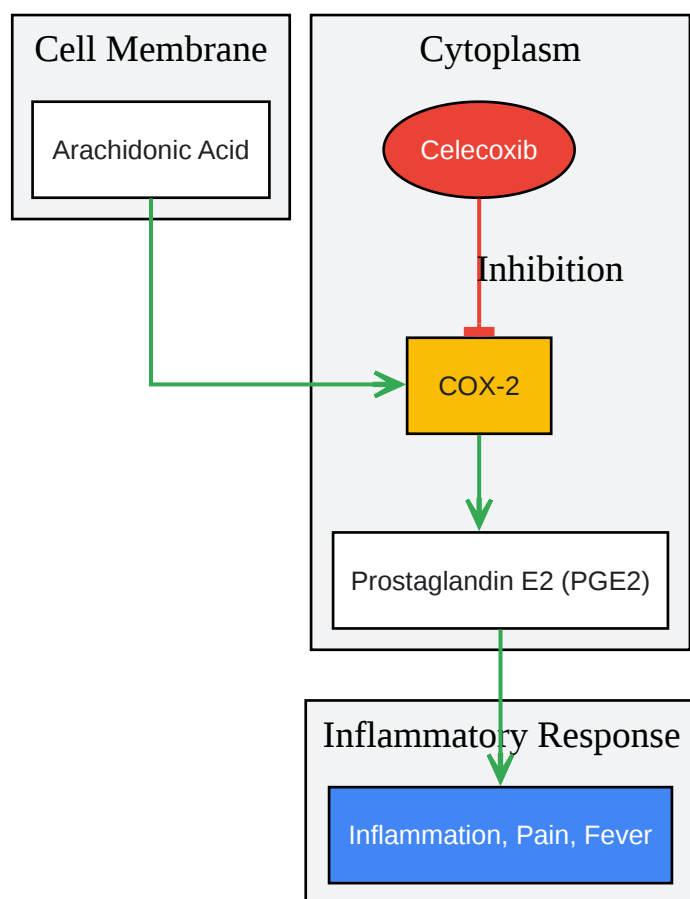 Cell Membrane
Arachidonic Acid
Cytoplasm
Celecoxib
Inhibition
COX-2
Prostaglandin E2 (PGE2)
Inflammatory Response
Inflammation, Pain, Fever